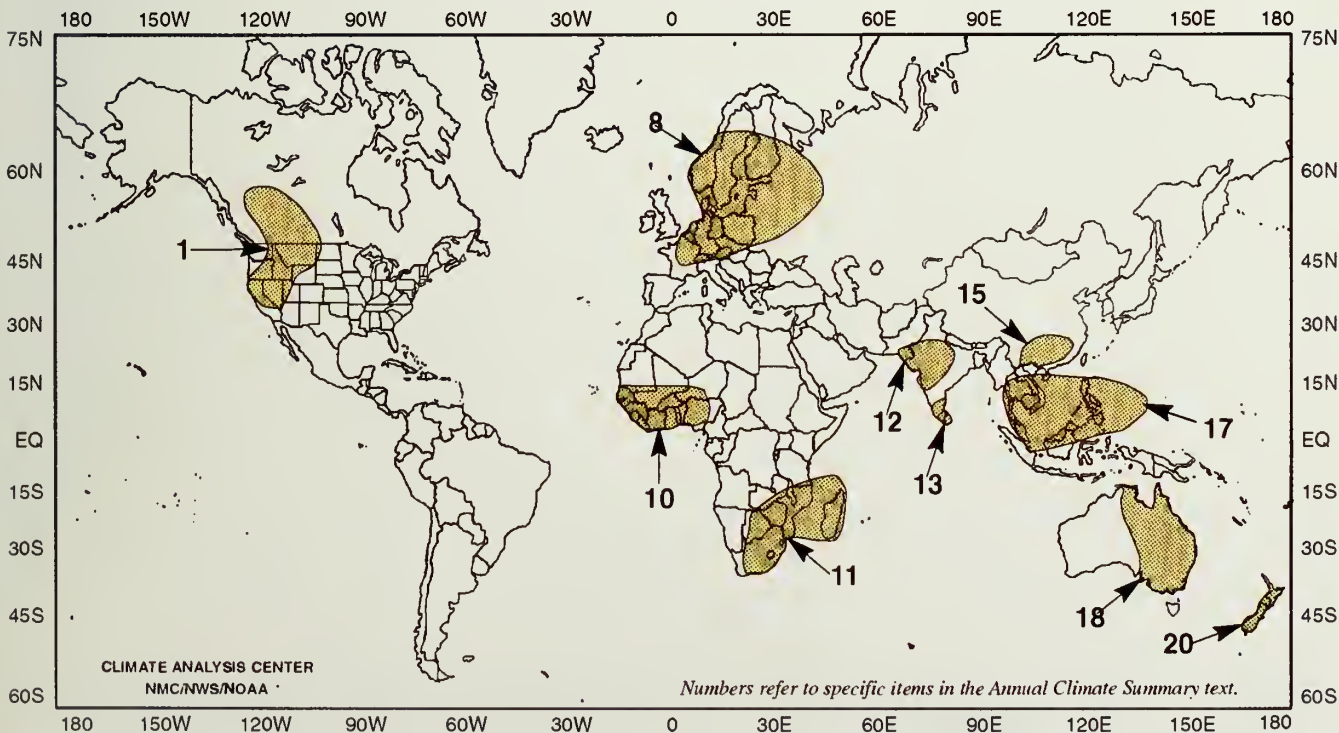 180 150W 120W 90W 60W 30W 0 30E 60E 90E 120E 150E 180
75N 75N
8
60N 60N
1
45N 45N
15
30N 30N
15N 15N
12
17
EQ EQ
13
10
15S 15S
30S 30S
11
18
45S 45S
20
CLIMATE ANALYSIS CENTER
NMC/NWS/NOAA
Numbers refer to specific items in the Annual Climate Summary text.
60S 60S
180 150W 120W 90W 60W 30W 0 30E 60E 90E 120E 150E 180